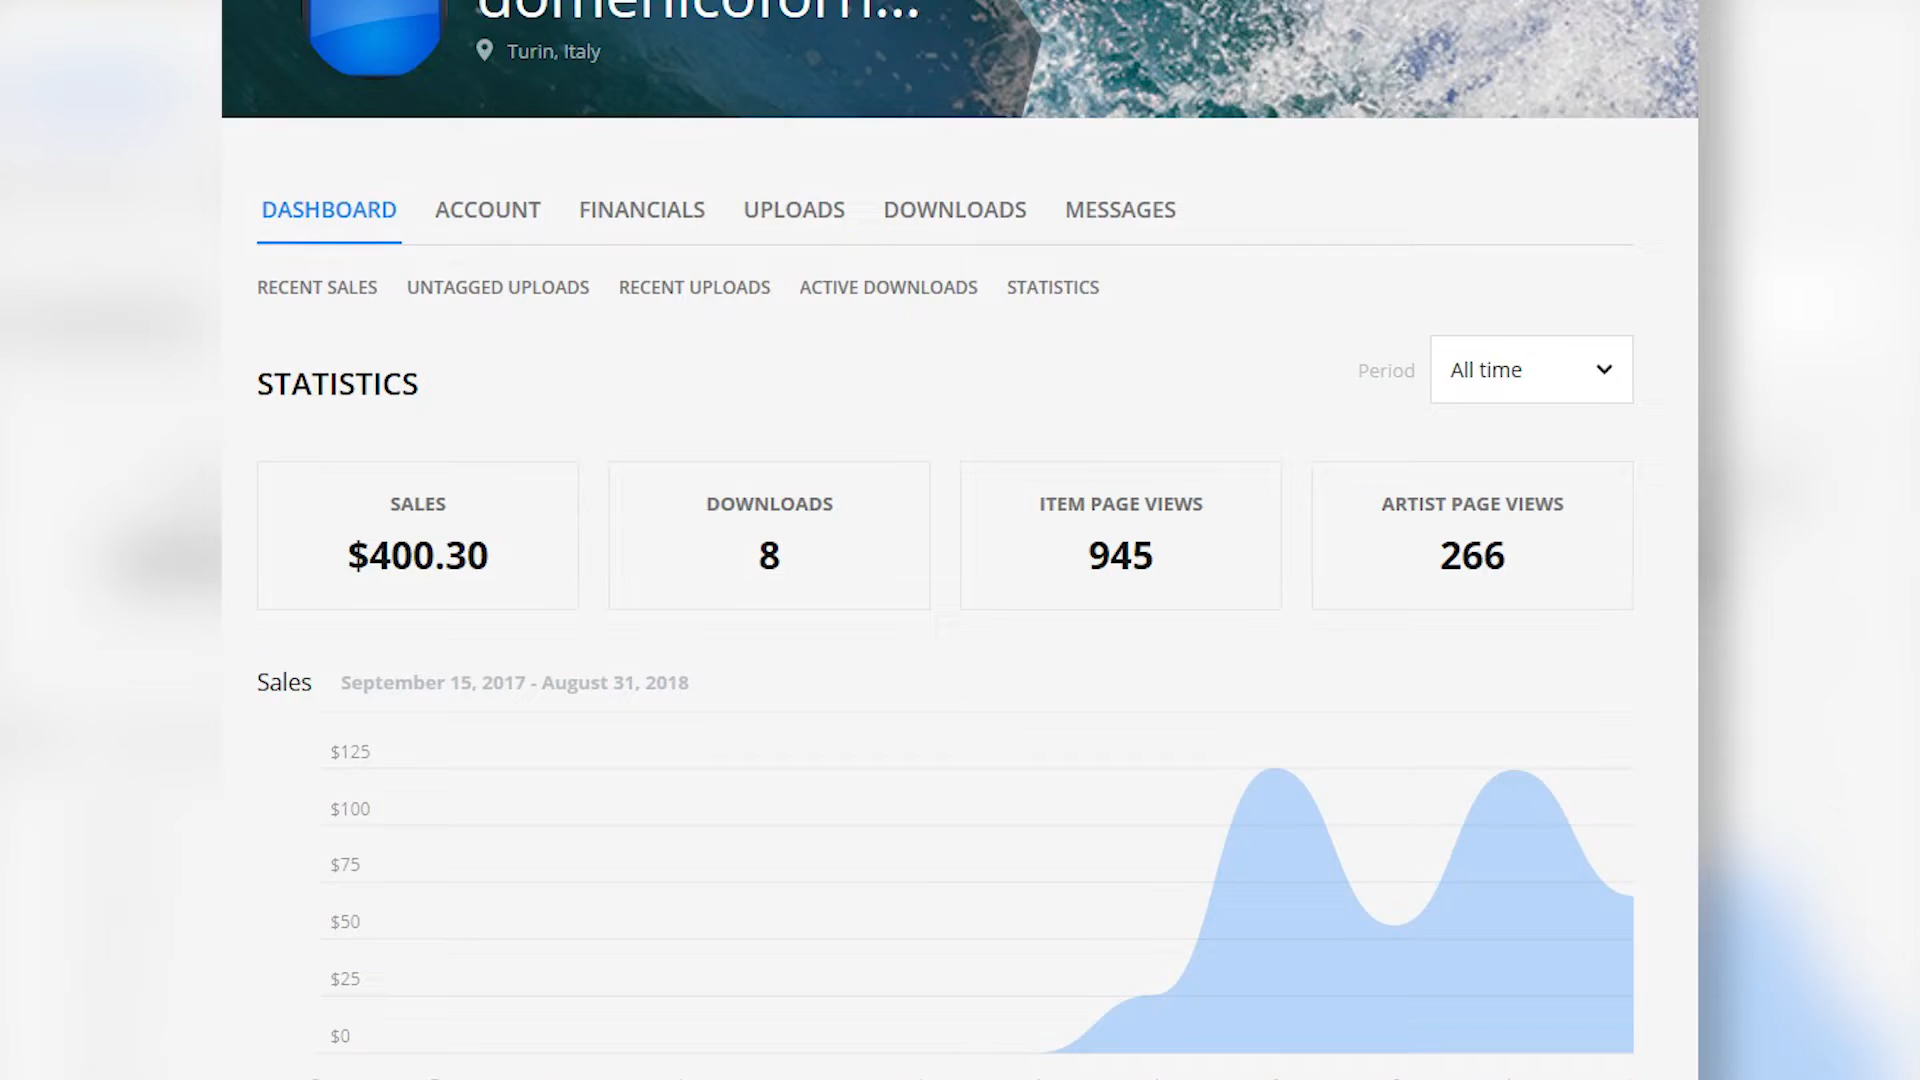 Turin, Italy
DASHBOARD ACCOUNT FINANCIALS UPLOADS DOWNLOADS MESSAGES
RECENT SALES UNTAGGED UPLOADS RECENT UPLOADS ACTIVE DOWNLOADS STATISTICS
STATISTICS
Period All time
SALES DOWNLOADS ITEM PAGE VIEWS ARTIST PAGE VIEWS
$400.30 8 945 266
Sales September 15, 2017 - August 31, 2018
$125
$100
$75
$50
$25
$0